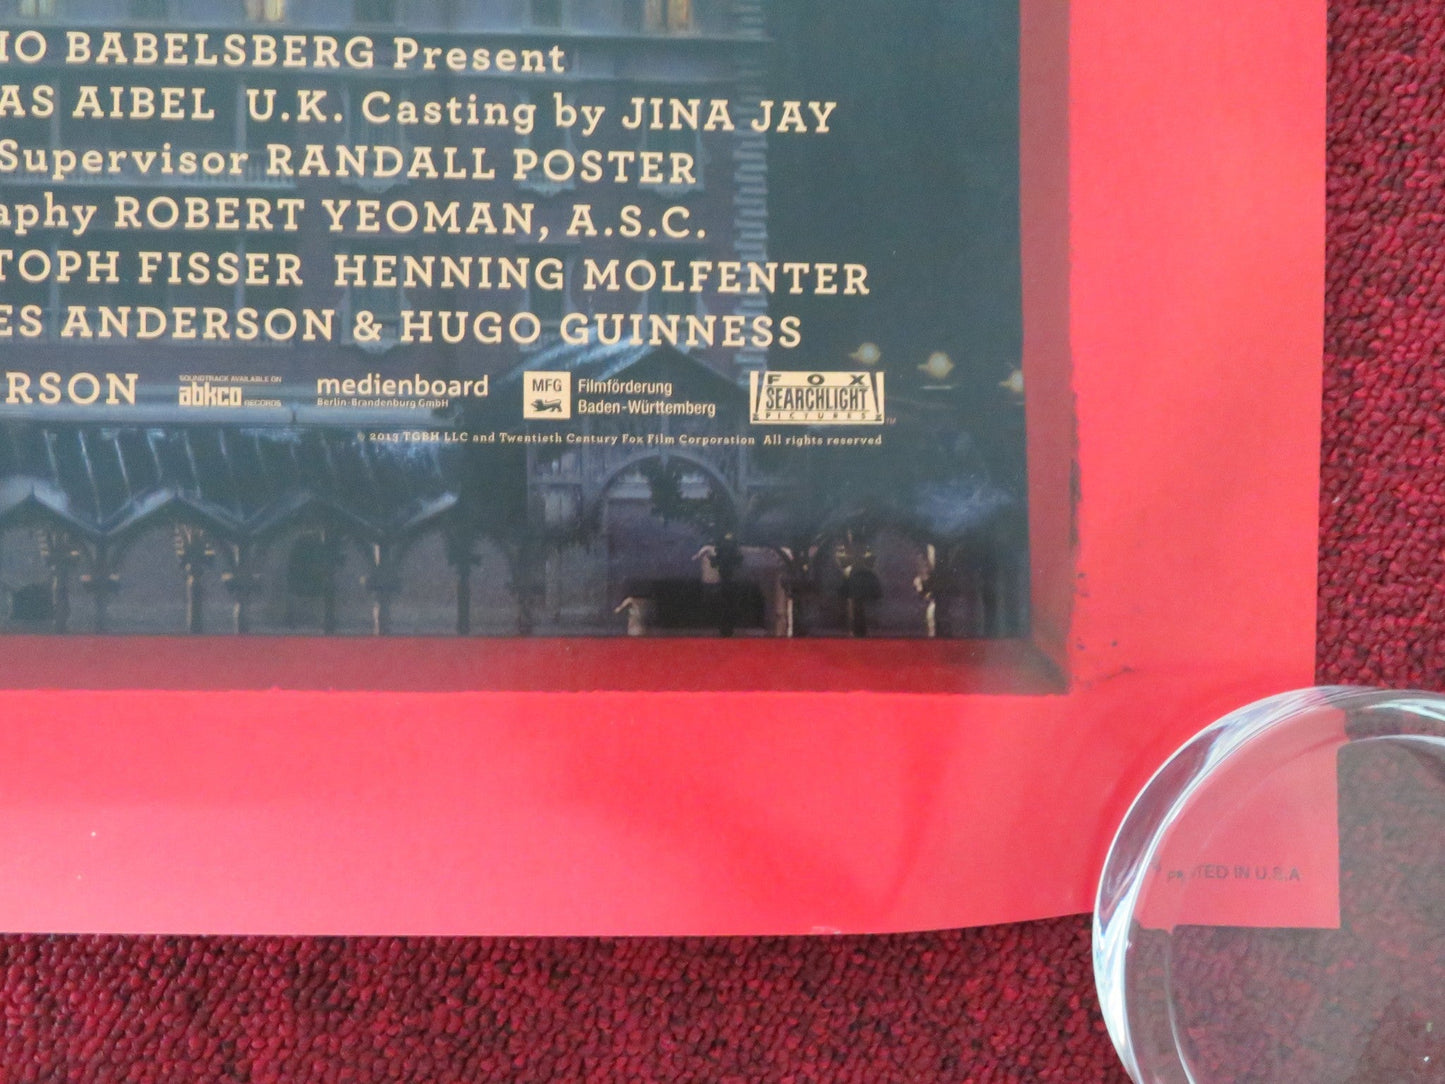 IO BABELSBERG Present
AS AIBEL U.K. Casting by JINA JAY
Supervisor RANDALL POSTER
aphy ROBERT YEOMAN, A.S.C.
TOPH FISSER HENNING MOLFENTER
ES ANDERSON & HUGO GUINNESS
RSON
SOUNDTRACK AVAILABLE ON
abkco
RECORDS
medienboard
Berlin-Brandenburg GmbH
MFG
Filmförderung
Baden-Württemberg
FOX
SEARCHLIGHT
PICTURES
TM
© 2013 TGBH LLC and Twentieth Century Fox Film Corporation All rights reserved
IN U.S.A